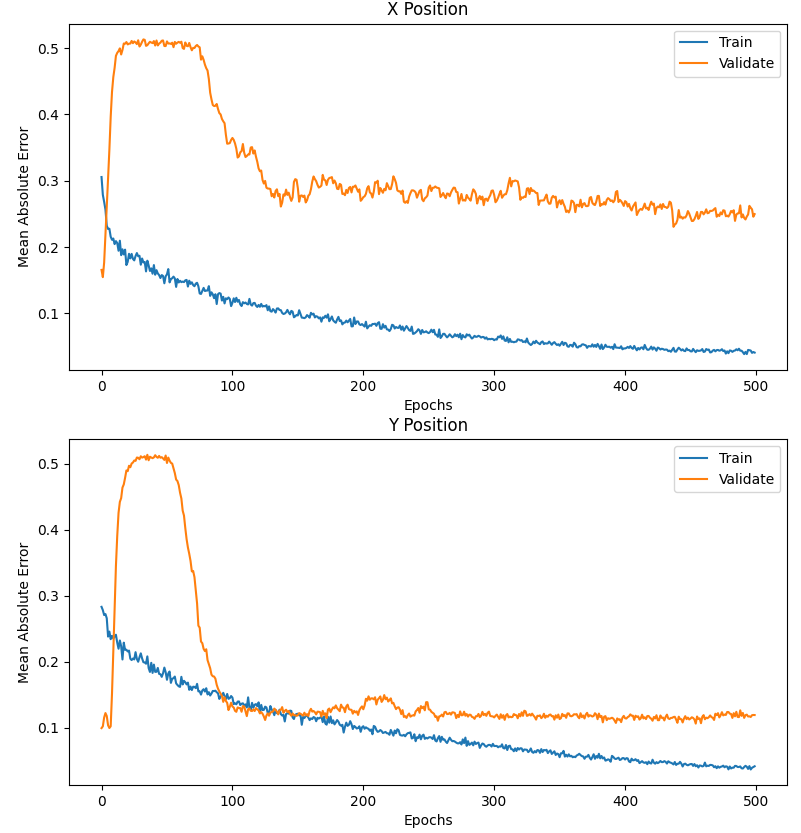 X Position
Mean Absolute Error
0.5
0.4
0.3
0.2
0.1
Train
Validate
0 100 200 300 400 500
Epochs
Y Position
Mean Absolute Error
0.5
0.4
0.3
0.2
0.1
Train
Validate
0 100 200 300 400 500
Epochs